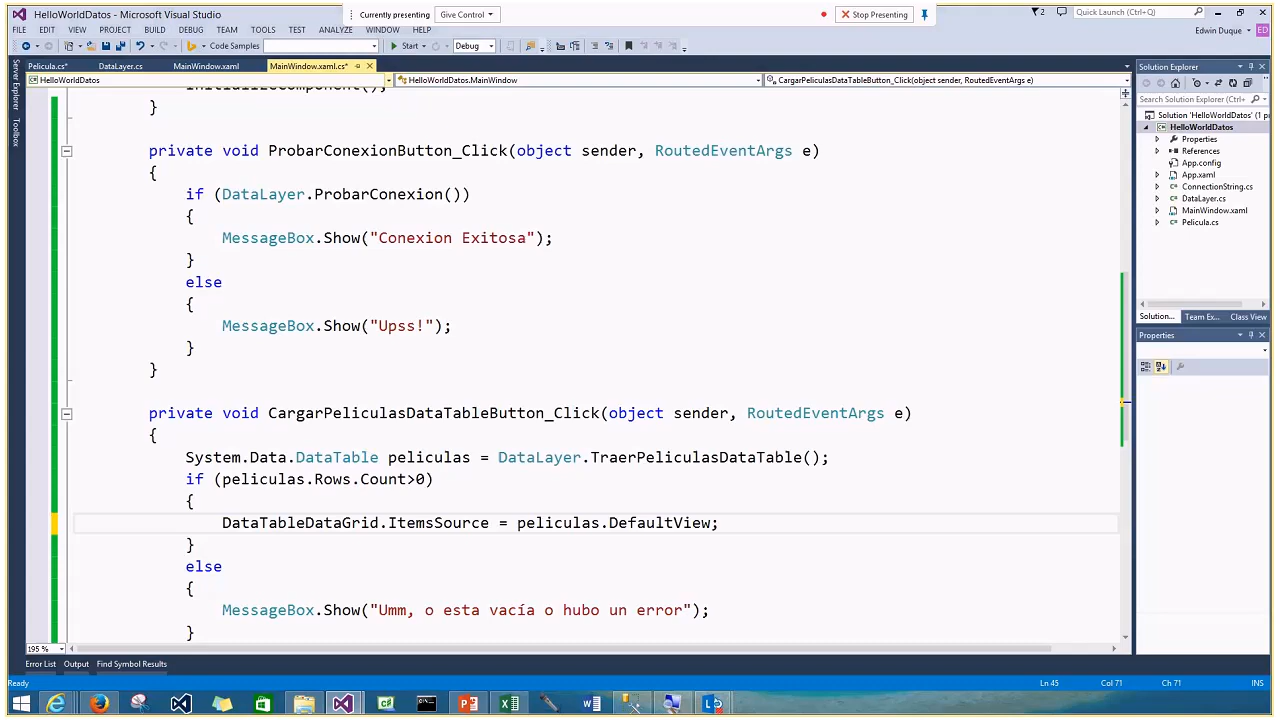 HelloWorldDatos - Microsoft Visual Studio
Currently presenting
Give Control
Stop Presenting
2
Quick Launch (Ctrl+Q)
FILE EDIT VIEW PROJECT BUILD DEBUG TEAM TOOLS TEST ANALYZE WINDOW HELP
Edwin Duque
ED
Code Samples
Start
Debug
Pelicula.cs*
DataLayer.cs
MainWindow.xaml
MainWindow.xaml.cs*
HelloWorldDatos
HelloWorldDatos.MainWindow
CargarPeliculasDataTableButton_Click(object sender, RoutedEventArgs e)
Server Explorer
Toolbox
InitializeComponent();
}
private void ProbarConexionButton_Click(object sender, RoutedEventArgs e)
{
if (DataLayer.ProbarConexion())
{
MessageBox.Show("Conexion Exitosa");
}
else
{
MessageBox.Show("Upss!");
}
}
private void CargarPeliculasDataTableButton_Click(object sender, RoutedEventArgs e)
{
System.Data.DataTable peliculas = DataLayer.TraerPeliculasDataTable();
if (peliculas.Rows.Count>0)
{
DataTableDataGrid.ItemsSource = peliculas.DefaultView;
}
else
{
MessageBox.Show("Umm, o esta vacía o hubo un error");
}
195 %
Solution Explorer
Search Solution Explorer (Ctrl+
Solution 'HelloWorldDatos' (1 p
HelloWorldDatos
Properties
References
App.config
App.xaml
ConnectionString.cs
DataLayer.cs
MainWindow.xaml
Pelicula.cs
Solution...
Team Ex...
Class View
Properties
Error List
Output
Find Symbol Results
Ready
Ln 45
Col 71
Ch 71
INS